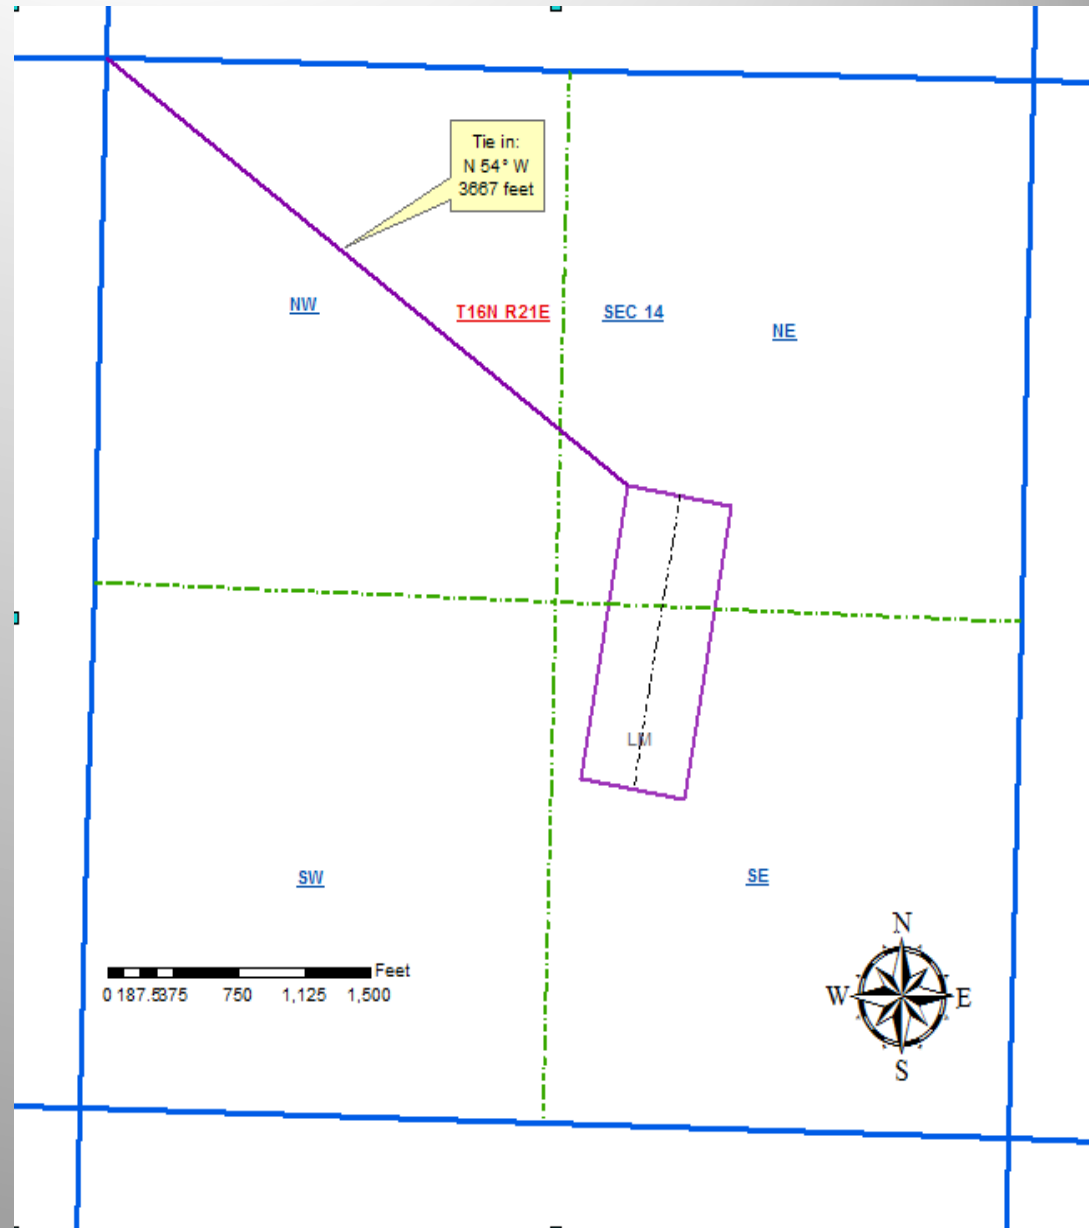 Tie in:
N 54° W
3667 feet
NW
T16N R21E
SEC 14
NE
LM
SW
SE
Feet
0 187.5375 750 1,125 1,500
N
W E
S